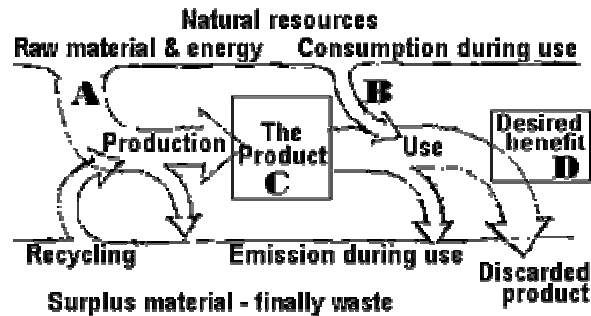 Natural resources
Raw material & energy
Consumption during use
A
B
Production
The
Product
C
Use
Desired
benefit
D
Recycling
Emission during use
Discarded
product
Surplus material - finally waste